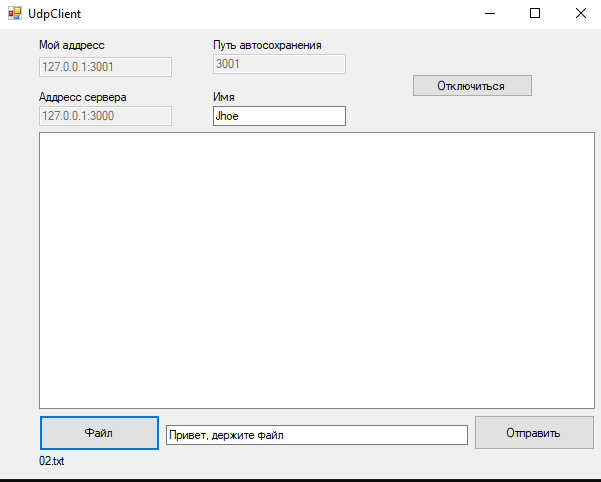 UdpClient
Мой аддресс
Путь автосохранения
127.0.0.1:3001
3001
Отключиться
Аддресс сервера
Имя
127.0.0.1:3000
Jhoe
Файл
Привет, держите файл
Отправить
02.txt